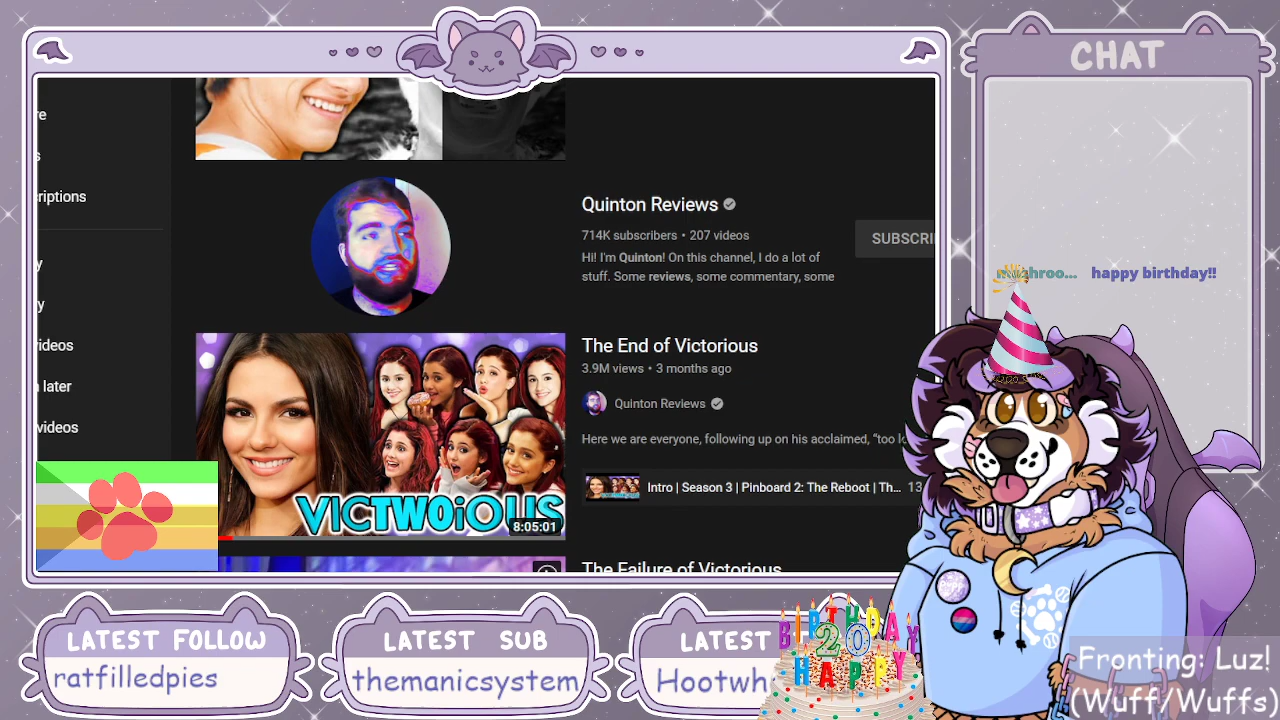 CHAT
re
s
criptions
y
y
videos
h later
videos
Quinton Reviews
714K subscribers • 207 videos
Hi! I'm Quinton! On this channel, I do a lot of
stuff. Some reviews, some commentary, some
SUBSCRI
VICTWOiOUS
8:05:01
The End of Victorious
3.9M views • 3 months ago
Quinton Reviews
Here we are everyone, following up on his acclaimed, "too lo
Intro | Season 3 | Pinboard 2: The Reboot | Th... 13
The Failure of Victorious
happy birthday!!
LATEST FOLLOW
ratfilledpies
LATEST SUB
themanicsystem
LATEST
Hootwh
BIRTHDAY
20
HAPPY
Fronting: Luz!
(Wuff/Wuffs)